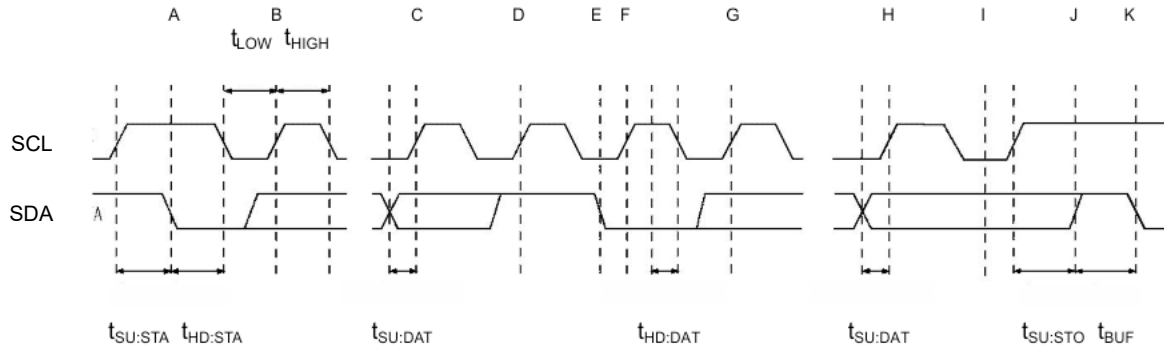 A B C D E F G H I J K
tLOW tHIGH
SCL
SDA A
tSU:STA tHD:STA tSU:DAT tHD:DAT tSU:DAT tSU:STO tBUF